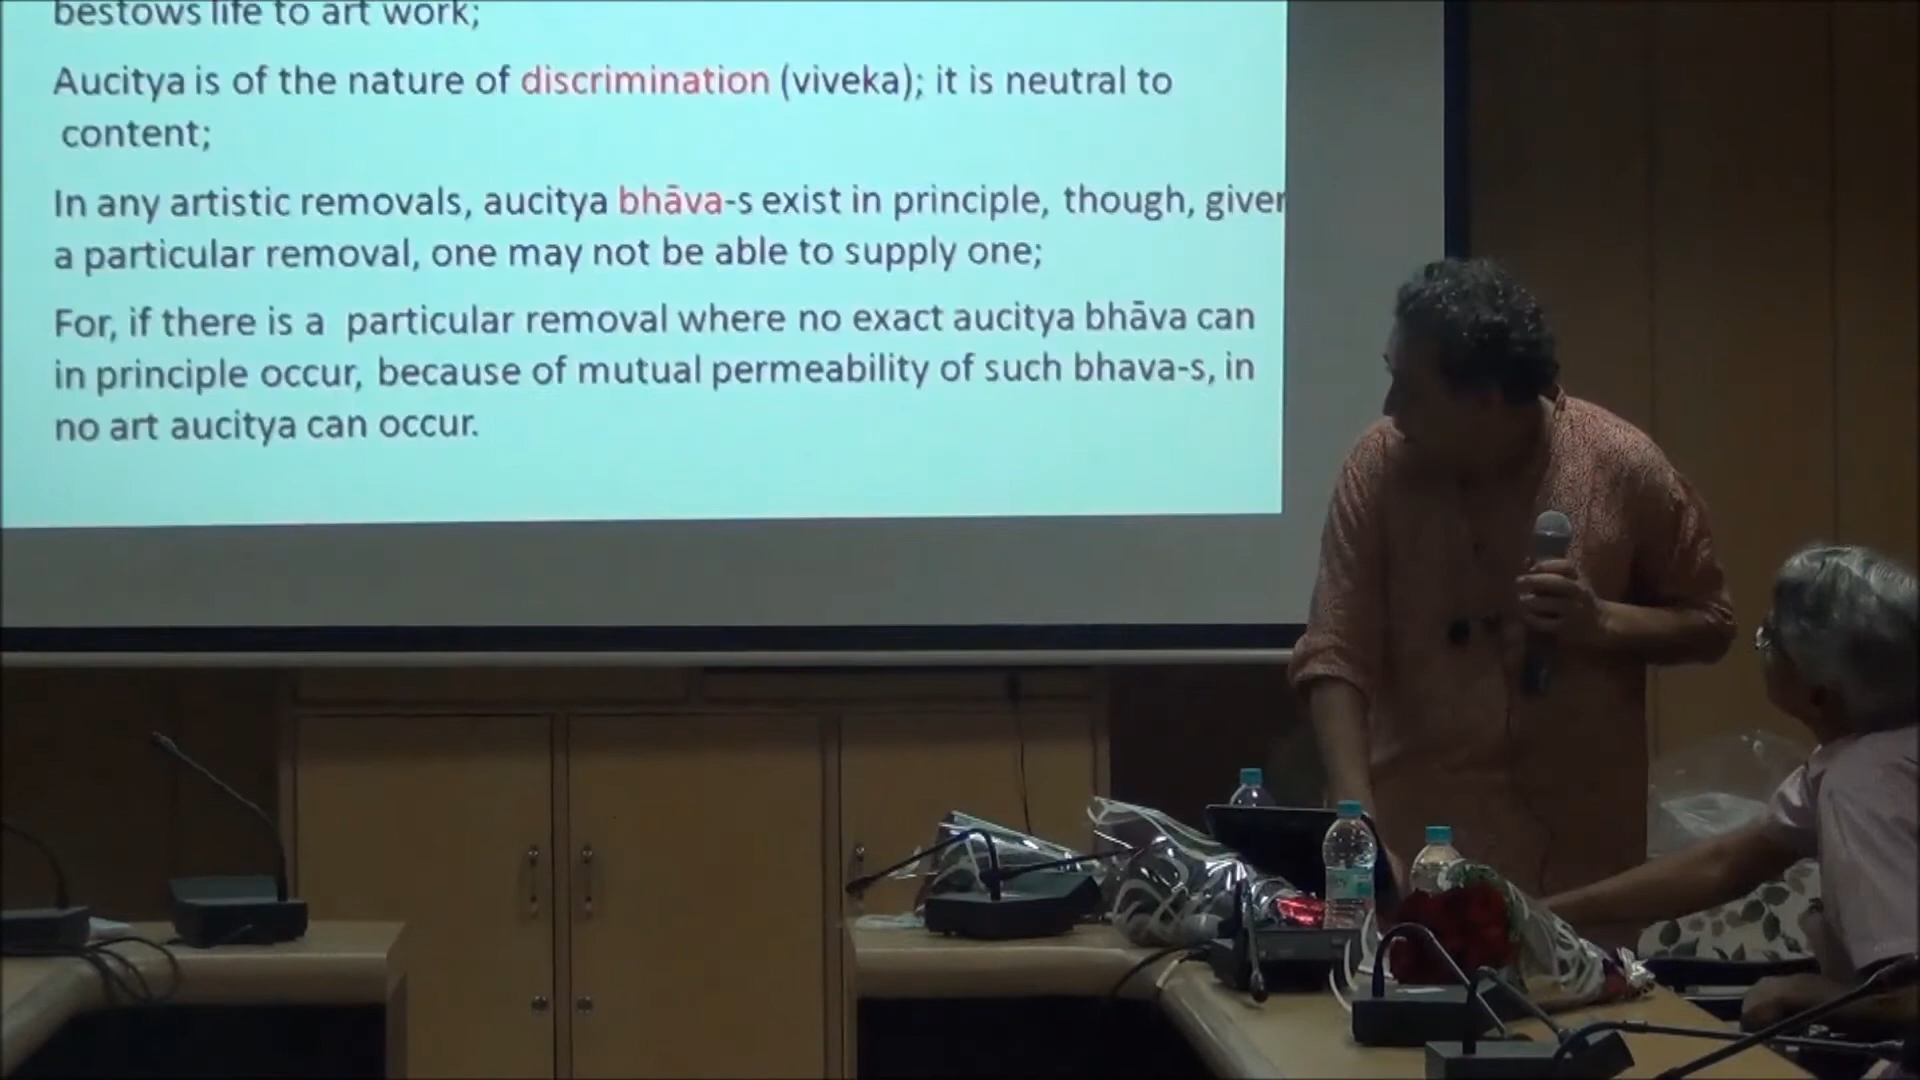 bestows life to art work;
Aucitya is of the nature of discrimination (viveka); it is neutral to
content;
In any artistic removals, aucitya bhāva-s exist in principle, though, given
a particular removal, one may not be able to supply one;
For, if there is a particular removal where no exact aucitya bhāva can
in principle occur, because of mutual permeability of such bhava-s, in
no art aucitya can occur.